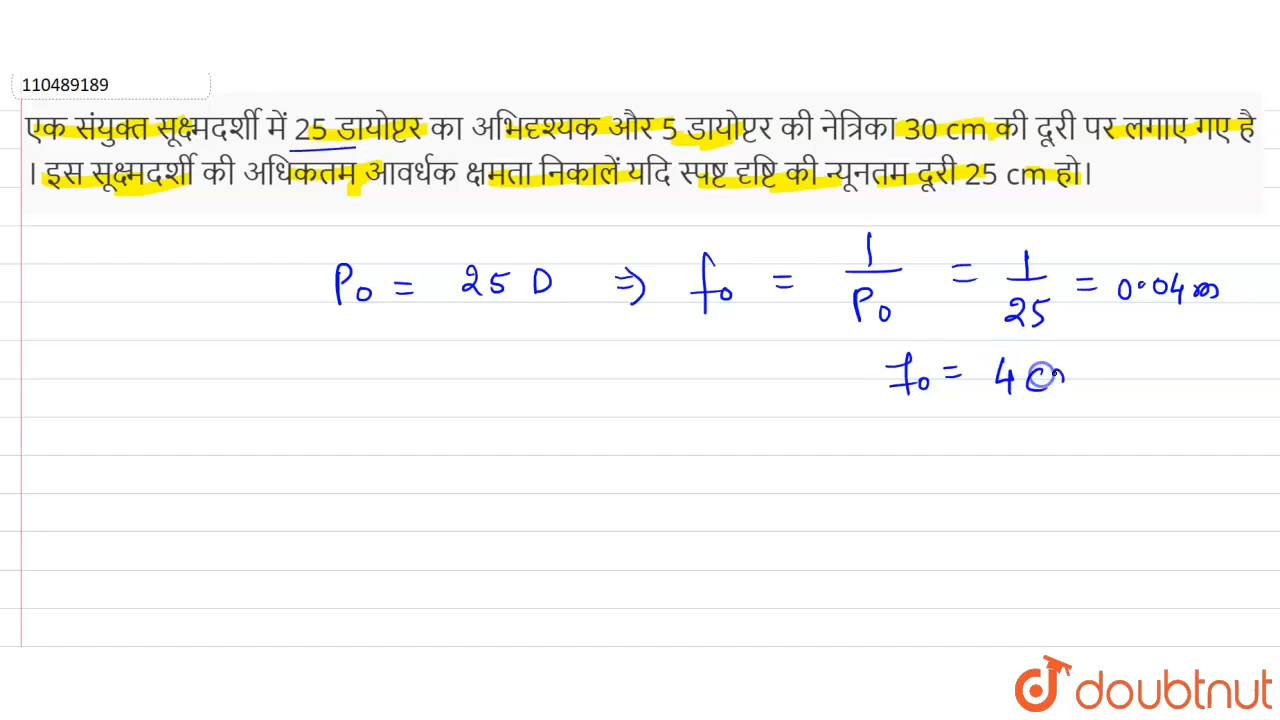 110489189
एक संयुक्त सूक्ष्मदर्शी में 25 डायोप्टर का अभिदृश्यक और 5 डायोप्टर की नेत्रिका 30 cm की दूरी पर लगाए गए है
। इस सूक्ष्मदर्शी की अधिकतम आवर्धक क्षमता निकालें यदि स्पष्ट दृष्टि की न्यूनतम दूरी 25 cm हो।
P₀ = 25 D ⇒ f₀ = 1/P₀ = 1/25 = 0.04m
f₀ = 4 cm
doubtnut